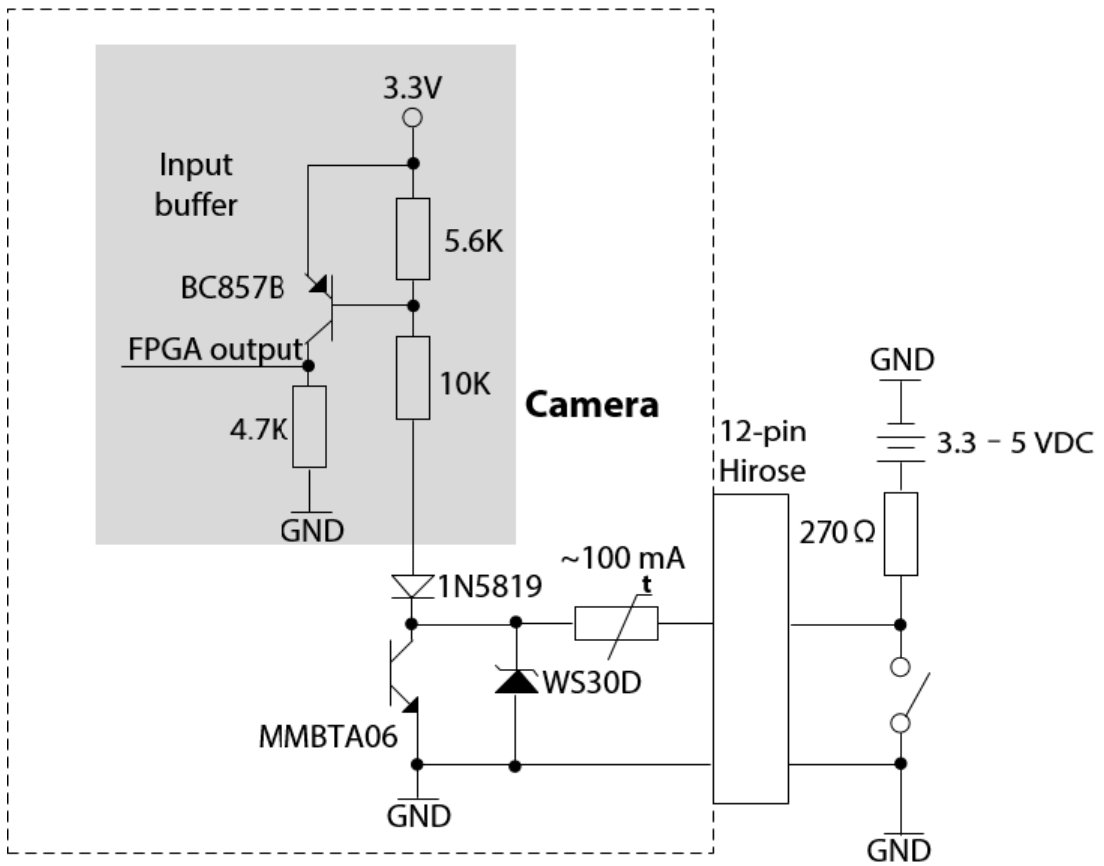 3.3V
Input
buffer
5.6K
BC857B
FPGA output
10K
4.7K
GND
Camera
GND
3.3 – 5 VDC
12-pin
Hirose
270 Ω
~100 mA
t
1N5819
WS30D
MMBTA06
GND
GND